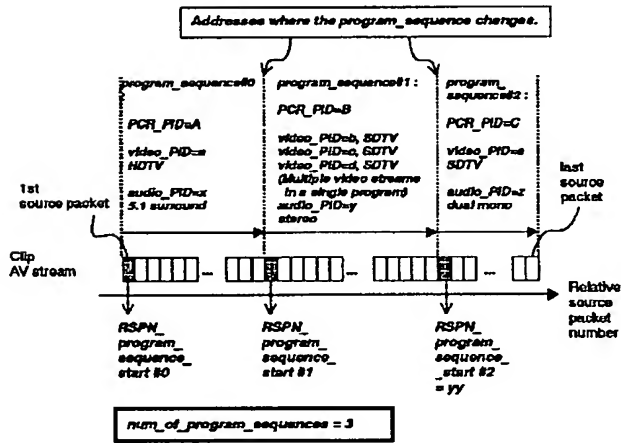 Addresses where the program_sequence changes.
program_sequence#0
PCR_PID=A
video_PID=a
HDTV
audio_PID=x
5.1 surround
program_sequence#1 :
PCR_PID=B
video_PID=b, SDTV
video_PID=c, SDTV
video_PID=d, SDTV
(Multiple video streams
in a single program)
audio_PID=y
stereo
program_
sequence#2 :
PCR_PID=C
video_PID=e
SDTV
audio_PID=z
dual mono
1st
source packet
last
source
packet
Clip
AV stream
... ... ...
Relative
source
packet
number
RSPN_
program_
sequence_
start #0
RSPN_
program_
sequence_
start #1
RSPN_
program_
sequence_
_start #2
= yy
num_of_program_sequences = 3